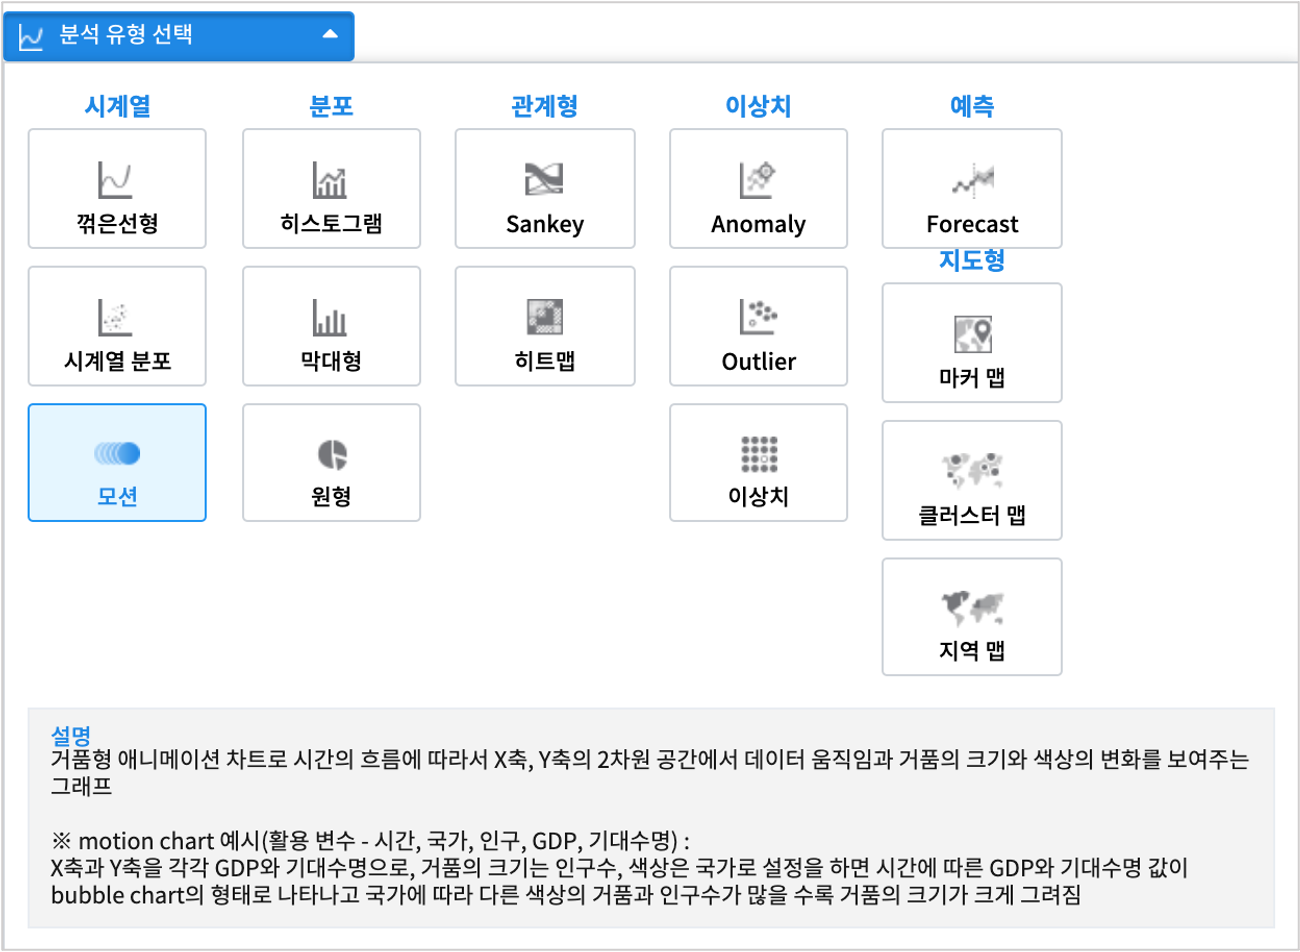 분석 유형 선택
시계열
분포
관계형
이상치
예측
꺾은선형
히스토그램
Sankey
Anomaly
Forecast
지도형
시계열 분포
막대형
히트맵
Outlier
마커 맵
모션
원형
이상치
클러스터 맵
지역 맵
설명
거품형 애니메이션 차트로 시간의 흐름에 따라서 X축, Y축의 2차원 공간에서 데이터 움직임과 거품의 크기와 색상의 변화를 보여주는
그래프
※ motion chart 예시(활용 변수 - 시간, 국가, 인구, GDP, 기대수명) :
X축과 Y축을 각각 GDP와 기대수명으로, 거품의 크기는 인구수, 색상은 국가로 설정을 하면 시간에 따른 GDP와 기대수명 값이
bubble chart의 형태로 나타나고 국가에 따라 다른 색상의 거품과 인구수가 많을 수록 거품의 크기가 크게 그려짐